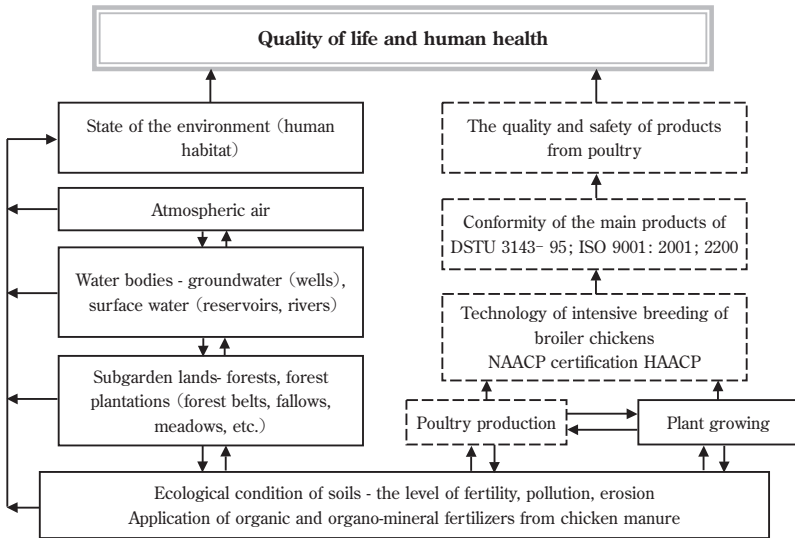 Quality of life and human health
State of the environment (human
habitat)
Atmospheric air
Water bodies - groundwater (wells),
surface water (reservoirs, rivers)
Subgarden lands- forests, forest
plantations (forest belts, fallows,
meadows, etc.)
The quality and safety of products
from poultry
Conformity of the main products of
DSTU 3143- 95; ISO 9001: 2001; 2200
Technology of intensive breeding of
broiler chickens
NAACP certification HAACP
Poultry production
Plant growing
Ecological condition of soils - the level of fertility, pollution, erosion
Application of organic and organo-mineral fertilizers from chicken manure